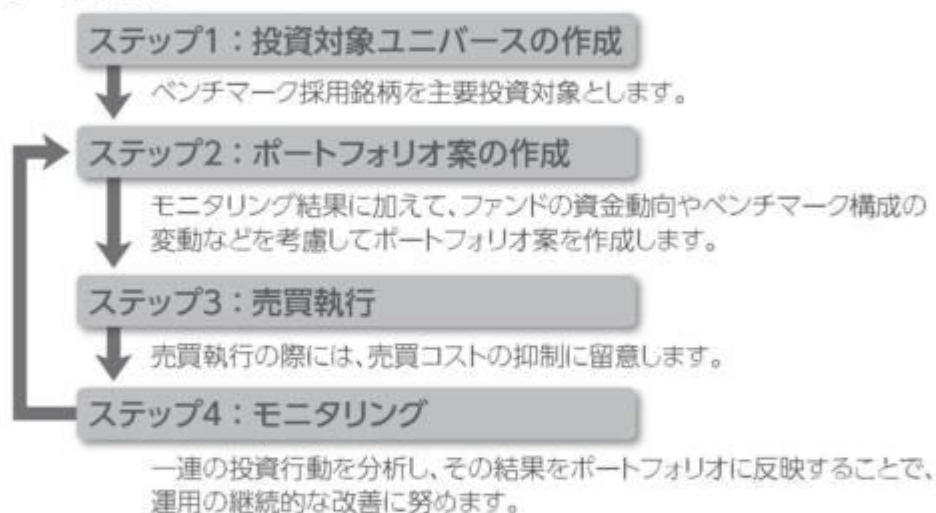 ステップ1：投資対象ユニバースの作成
ベンチマーク採用銘柄を主要投資対象とします。
ステップ2：ポートフォリオ案の作成
モニタリング結果に加えて、ファンドの資金動向やベンチマーク構成の
変動などを考慮してポートフォリオ案を作成します。
ステップ3：売買執行
売買執行の際には、売買コストの抑制に留意します。
ステップ4：モニタリング
一連の投資行動を分析し、その結果をポートフォリオに反映することで、
運用の継続的な改善に努めます。